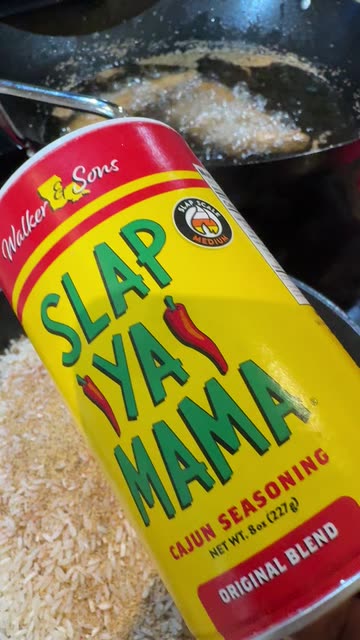 Walker & Sons
SLAP SCALE
MEDIUM
SLAP
YA
MAMA®
CAJUN SEASONING
NET WT. 8oz (227g)
ORIGINAL BLEND